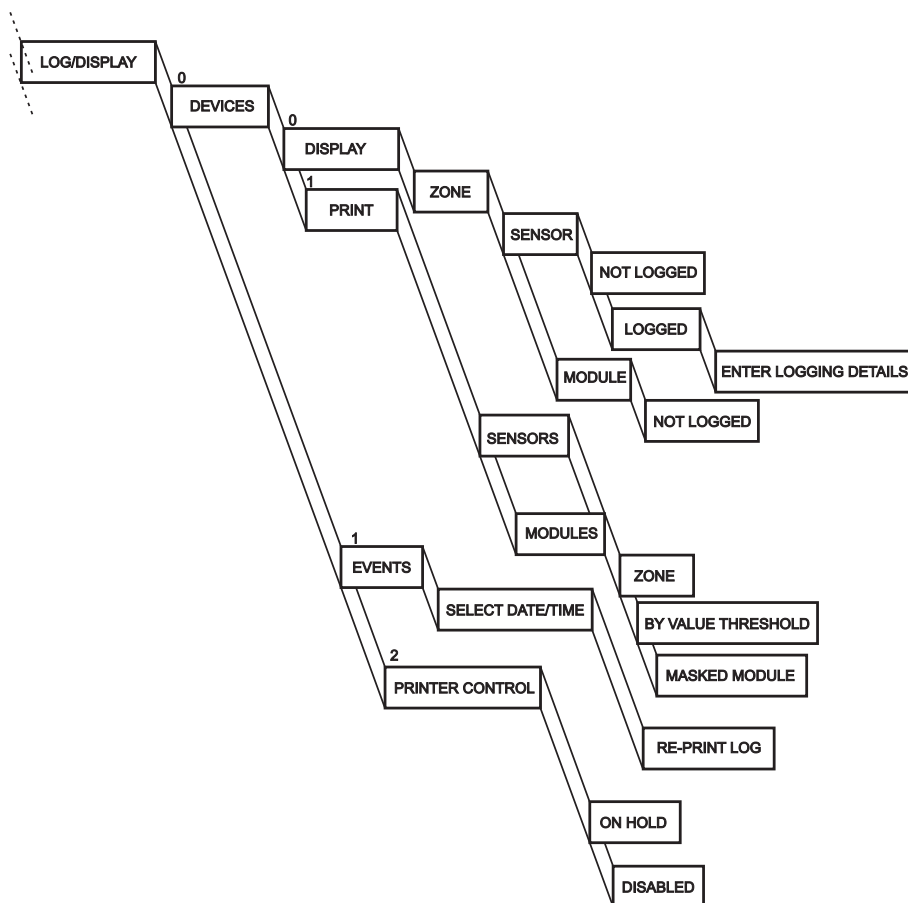 LOG/DISPLAY
0
DEVICES
0
DISPLAY
1
PRINT
ZONE
SENSOR
NOT LOGGED
LOGGED
ENTER LOGGING DETAILS
MODULE
NOT LOGGED
SENSORS
MODULES
1
EVENTS
ZONE
SELECT DATE/TIME
BY VALUE THRESHOLD
2
PRINTER CONTROL
MASKED MODULE
RE-PRINT LOG
ON HOLD
DISABLED